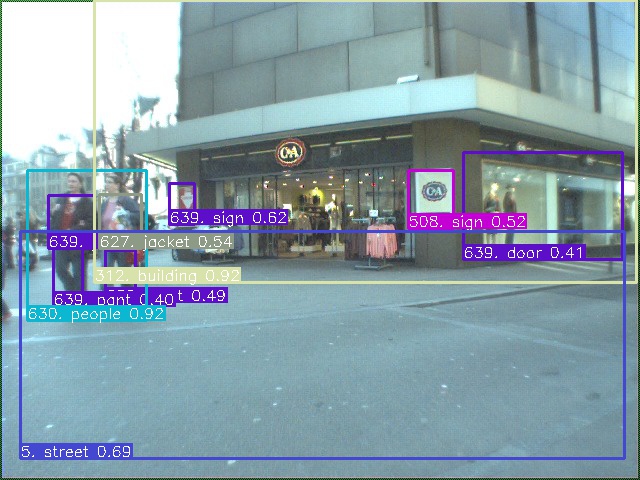 C&A
C&A
639. sign 0.62
508. sign 0.52
639.
627. jacket 0.54
639. door 0.41
312. building 0.92
639. pant 0.40
t 0.49
630. people 0.92
5. street 0.69